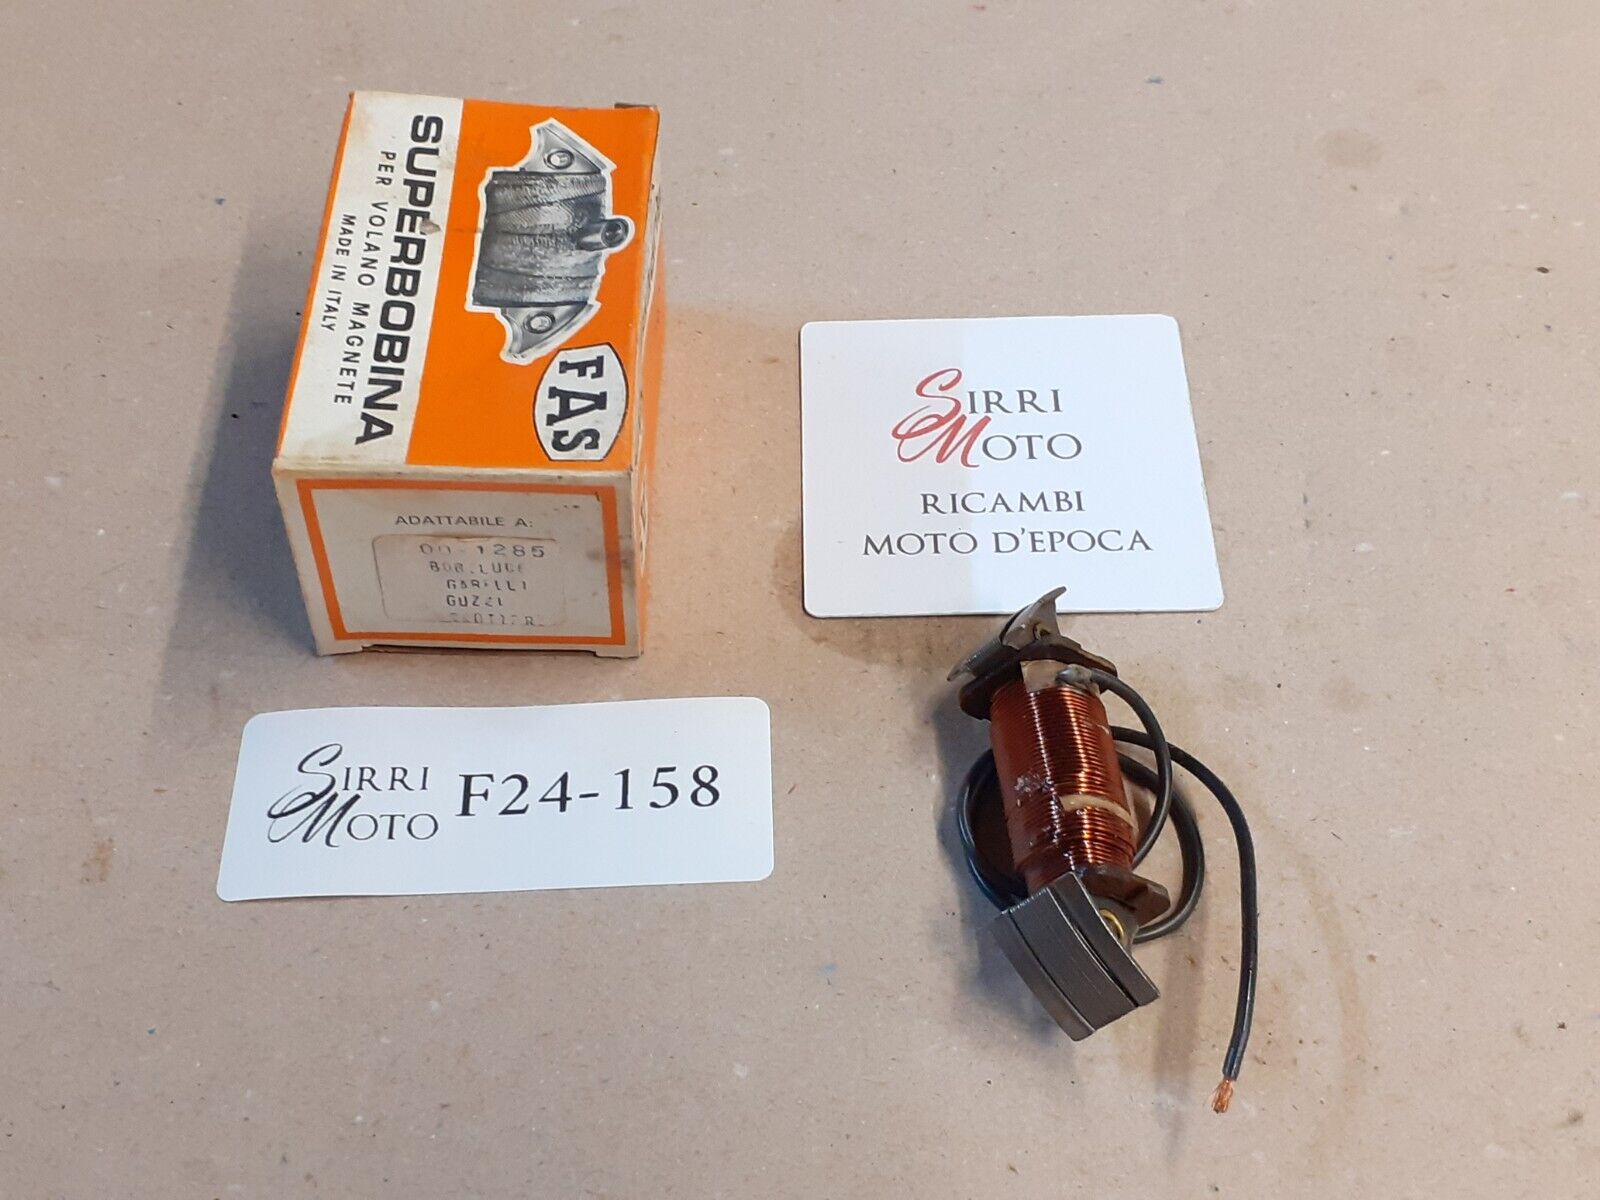 SUPERBOBINA
PER VOLANO MAGNETE
MADE IN ITALY
FAS
ADATTABILE A:
00-1285
BOB.LUCE
GARELLI
GUZZI
SIRRI
MOTO
RICAMBI
MOTO D'EPOCA
SIRRI
MOTO
F24-158